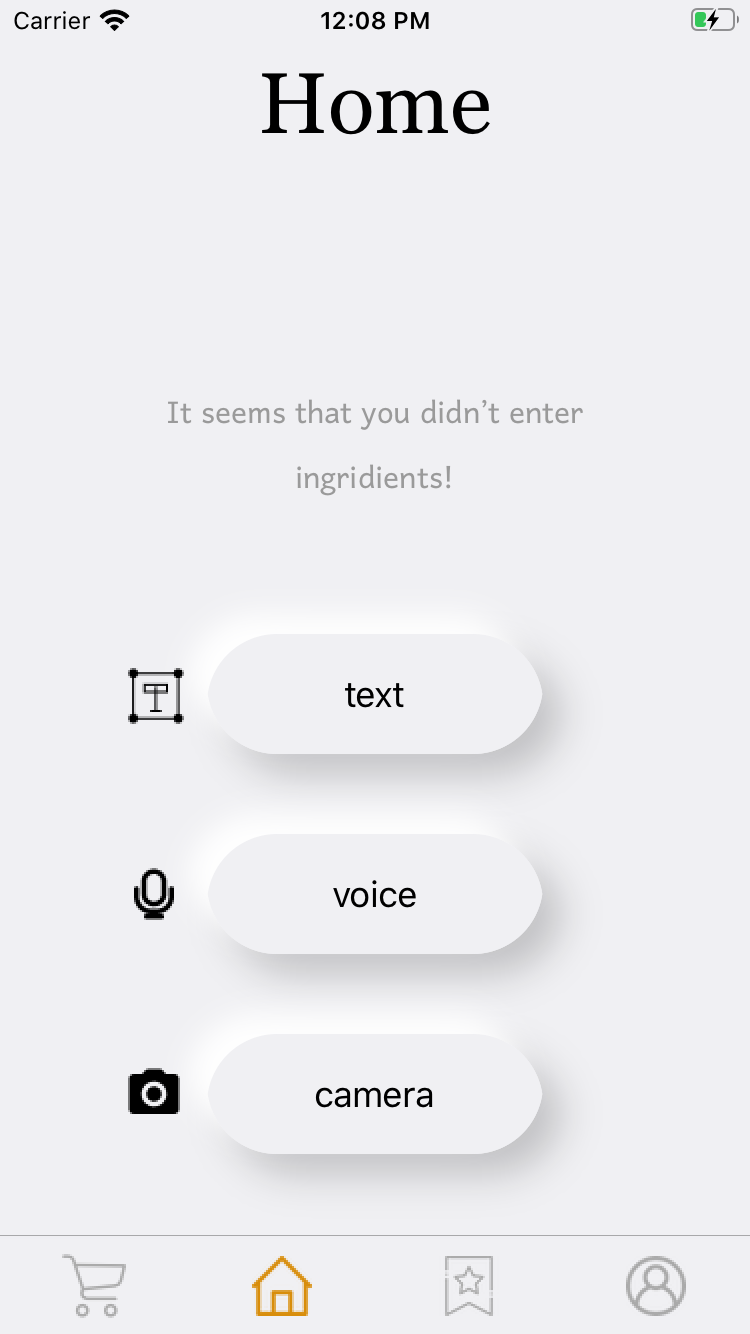 Carrier 12:08 PM
Home
It seems that you didn’t enter
ingridients!
text
voice
camera